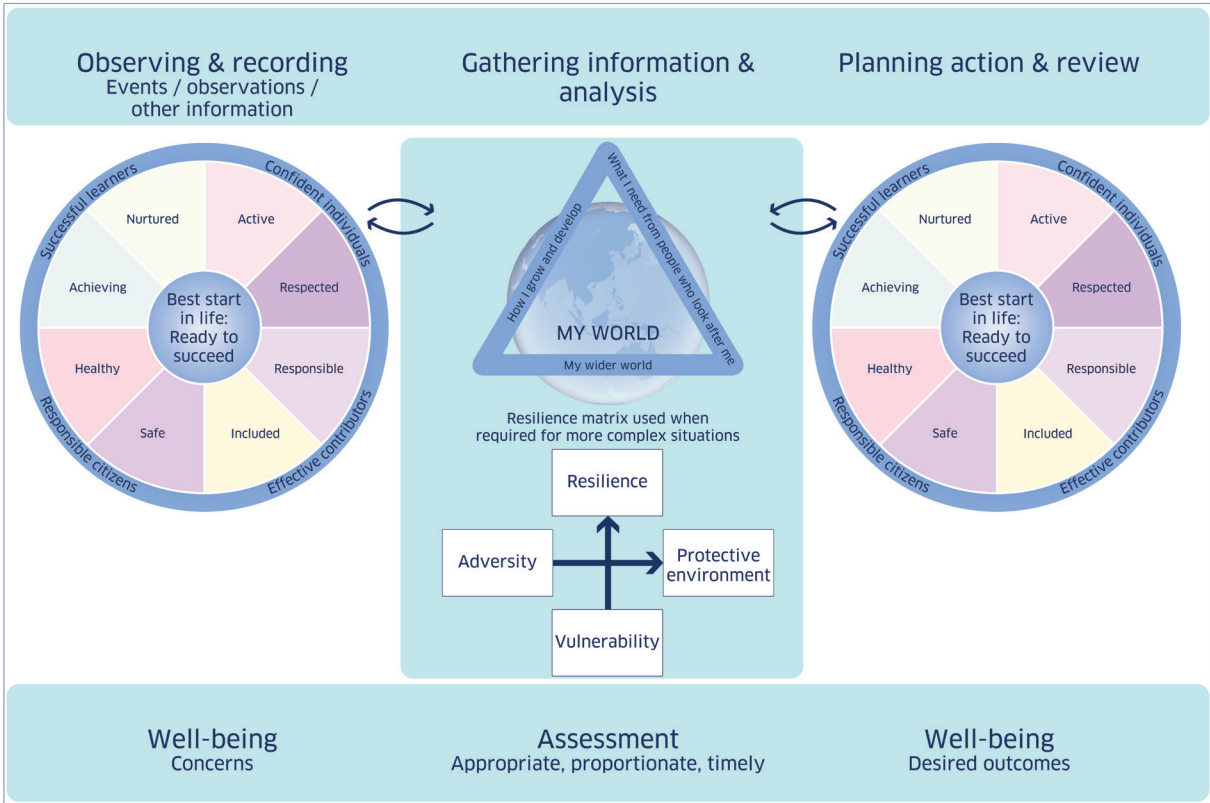 Observing & recording
Events / observations /
other information
Gathering information &
analysis
Planning action & review
Successful learners
Confident individuals
Nurtured
Active
Achieving
Respected
Best start
in life:
Ready to
succeed
Healthy
Responsible
Safe
Included
Responsible citizens
Effective contributors
How I grow and develop
What I need from people who look after me
MY WORLD
My wider world
Resilience matrix used when
required for more complex situations
Resilience
Adversity
Protective
environment
Vulnerability
Successful learners
Confident individuals
Nurtured
Active
Achieving
Respected
Best start
in life:
Ready to
succeed
Healthy
Responsible
Safe
Included
Responsible citizens
Effective contributors
Well-being
Concerns
Assessment
Appropriate, proportionate, timely
Well-being
Desired outcomes